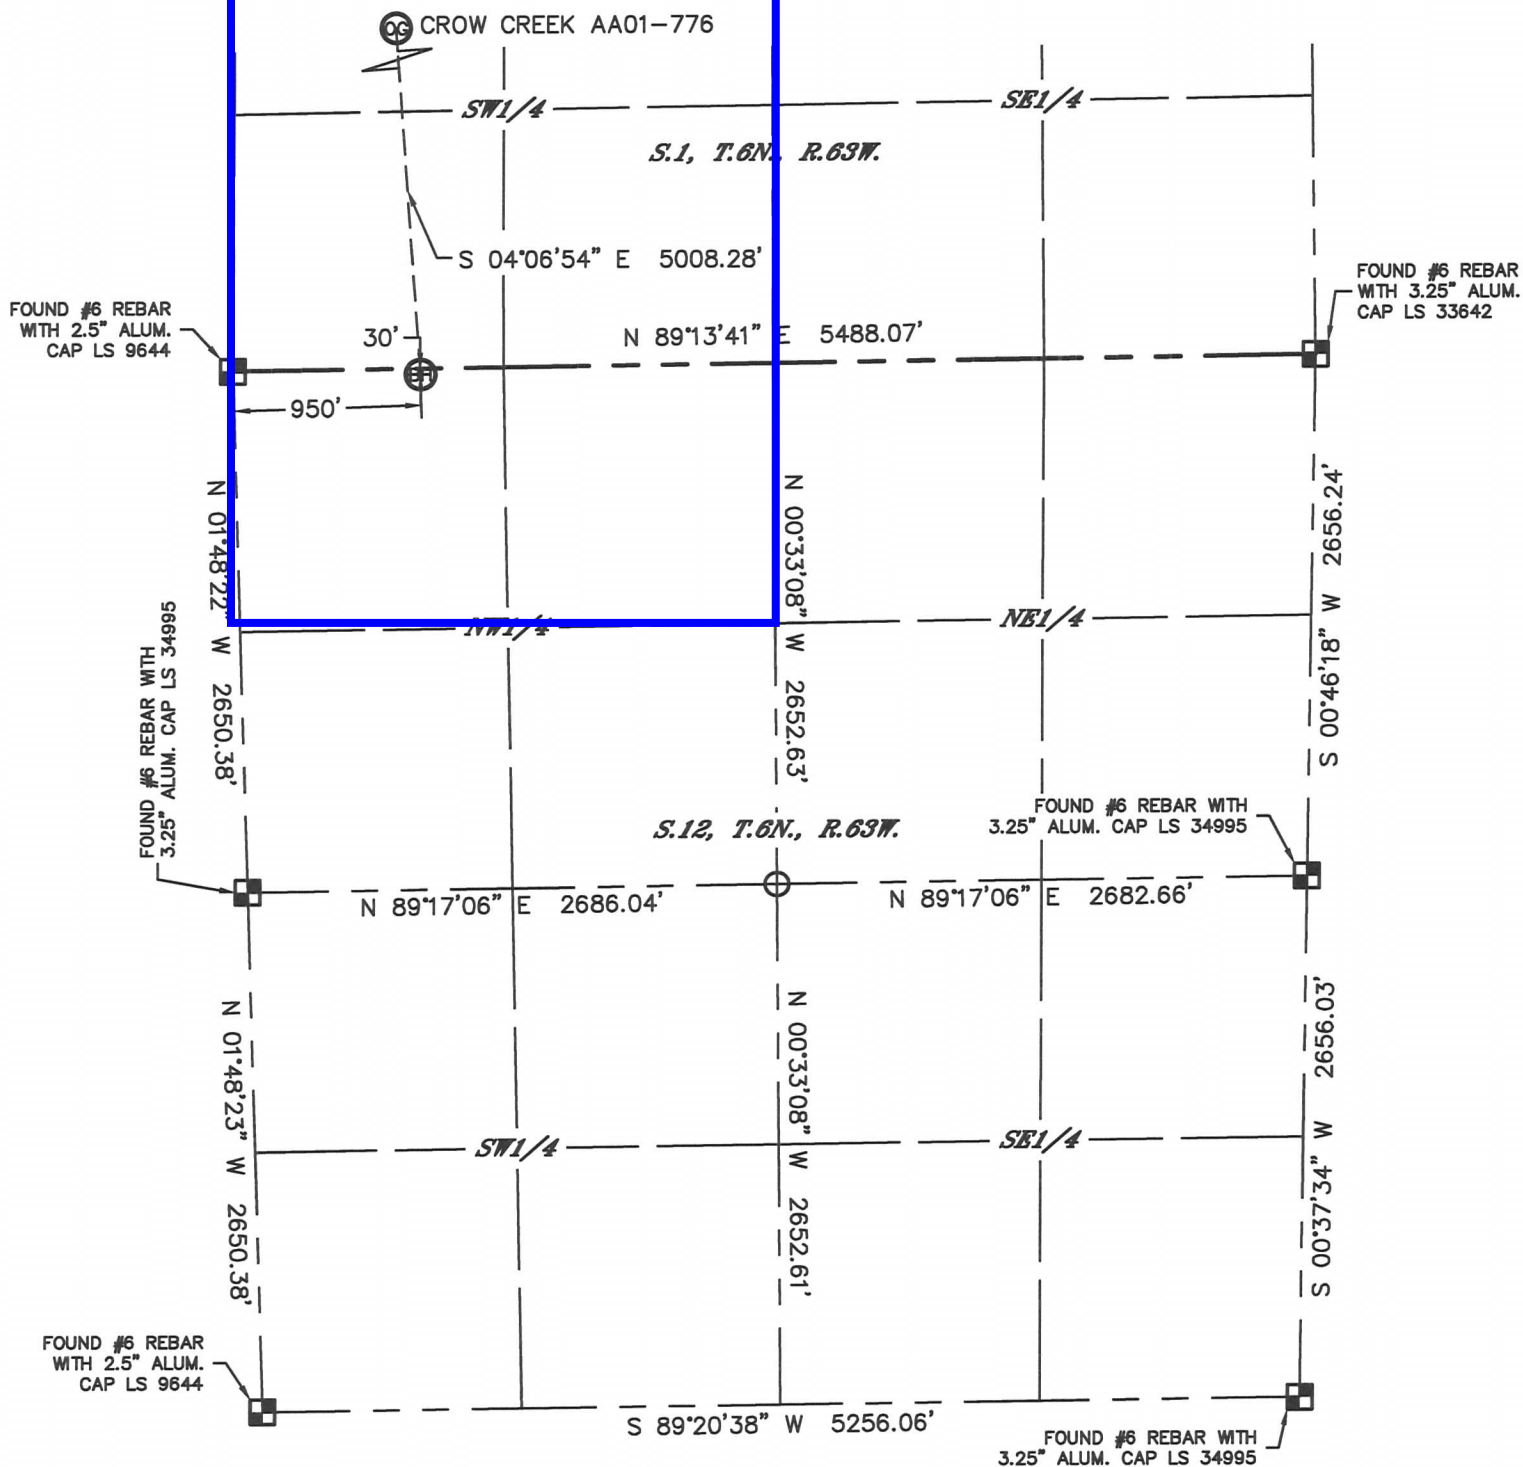 OG CROW CREEK AA01-776
SW1/4
SE1/4
S.1, T.6N., R.63W.
S 04°06'54" E 5008.28'
FOUND #6 REBAR
WITH 2.5" ALUM.
CAP LS 9644
30'
N 89°13'41" E 5488.07'
FOUND #6 REBAR
WITH 3.25" ALUM.
CAP LS 33642
BH
950'
N 01°48'22" W 2650.38'
N 00°33'08" W 2652.63'
S 00°46'18" W 2656.24'
NW1/4
NE1/4
FOUND #6 REBAR WITH
3.25" ALUM. CAP LS 34995
S.12, T.6N., R.63W.
FOUND #6 REBAR WITH
3.25" ALUM. CAP LS 34995
N 89°17'06" E 2686.04'
N 89°17'06" E 2682.66'
N 01°48'23" W 2650.38'
N 00°33'08" W 2652.61'
S 00°37'34" W 2656.03'
SW1/4
SE1/4
FOUND #6 REBAR
WITH 2.5" ALUM.
CAP LS 9644
S 89°20'38" W 5256.06'
FOUND #6 REBAR WITH
3.25" ALUM. CAP LS 34995